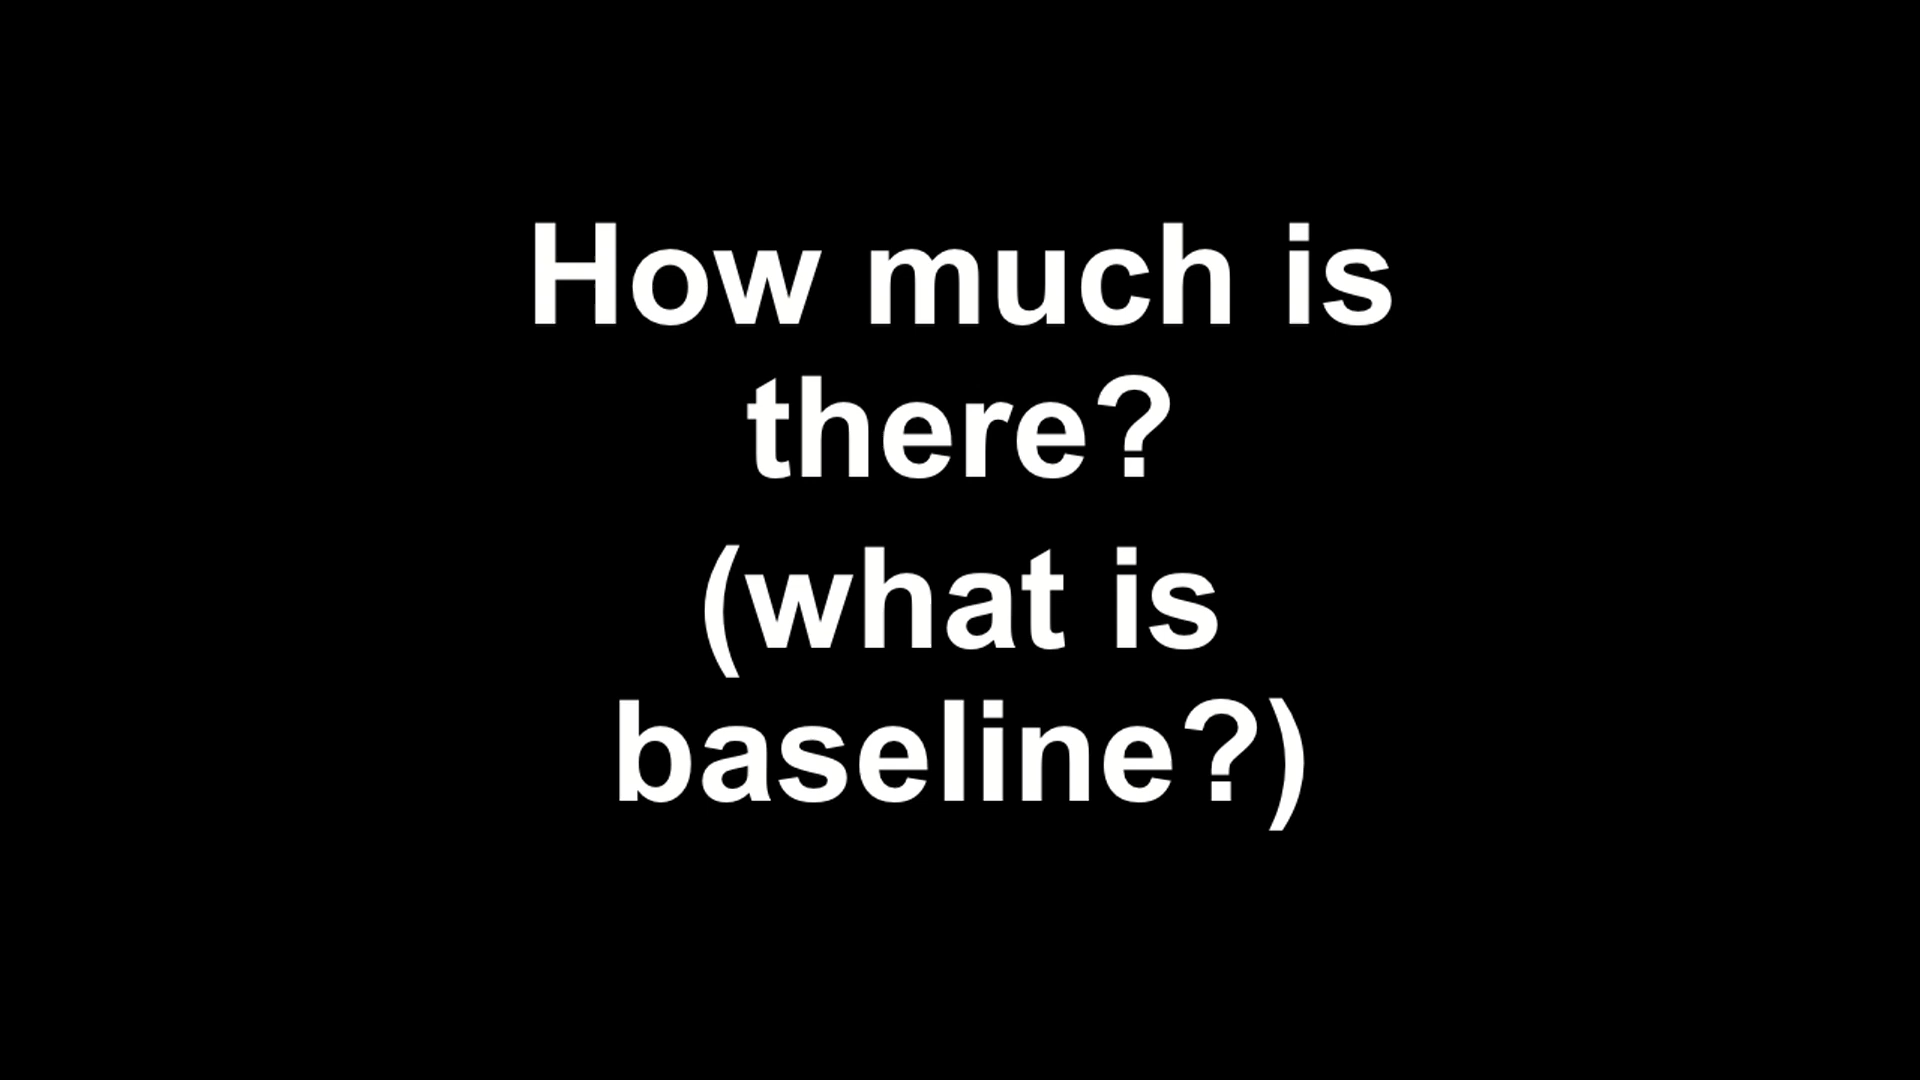 How much is
there?
(what is
baseline?)